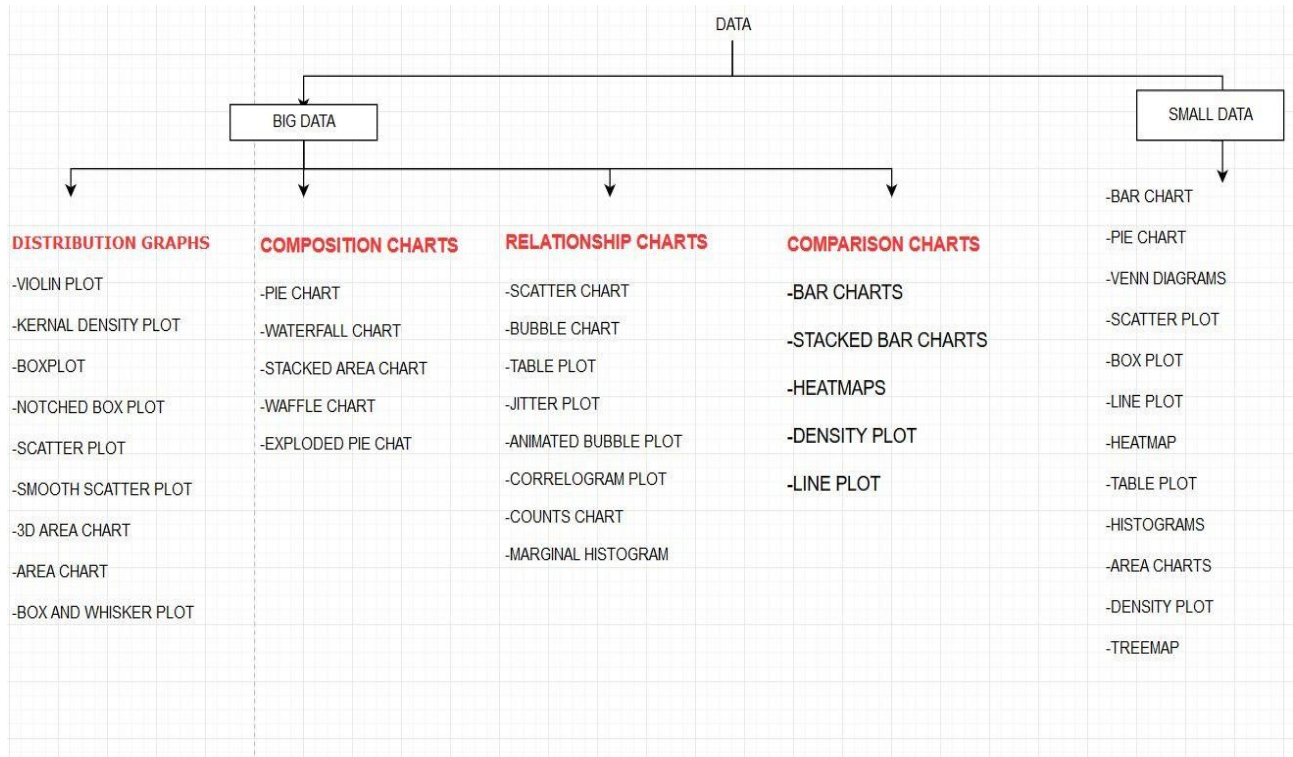 DATA
BIG DATA
SMALL DATA
DISTRIBUTION GRAPHS
-VIOLIN PLOT
-KERNAL DENSITY PLOT
-BOXPLOT
-NOTCHED BOX PLOT
-SCATTER PLOT
-SMOOTH SCATTER PLOT
-3D AREA CHART
-AREA CHART
-BOX AND WHISKER PLOT
COMPOSITION CHARTS
-PIE CHART
-WATERFALL CHART
-STACKED AREA CHART
-WAFFLE CHART
-EXPLODED PIE CHAT
RELATIONSHIP CHARTS
-SCATTER CHART
-BUBBLE CHART
-TABLE PLOT
-JITTER PLOT
-ANIMATED BUBBLE PLOT
-CORRELOGRAM PLOT
-COUNTS CHART
-MARGINAL HISTOGRAM
COMPARISON CHARTS
-BAR CHARTS
-STACKED BAR CHARTS
-HEATMAPS
-DENSITY PLOT
-LINE PLOT
-BAR CHART
-PIE CHART
-VENN DIAGRAMS
-SCATTER PLOT
-BOX PLOT
-LINE PLOT
-HEATMAP
-TABLE PLOT
-HISTOGRAMS
-AREA CHARTS
-DENSITY PLOT
-TREEMAP